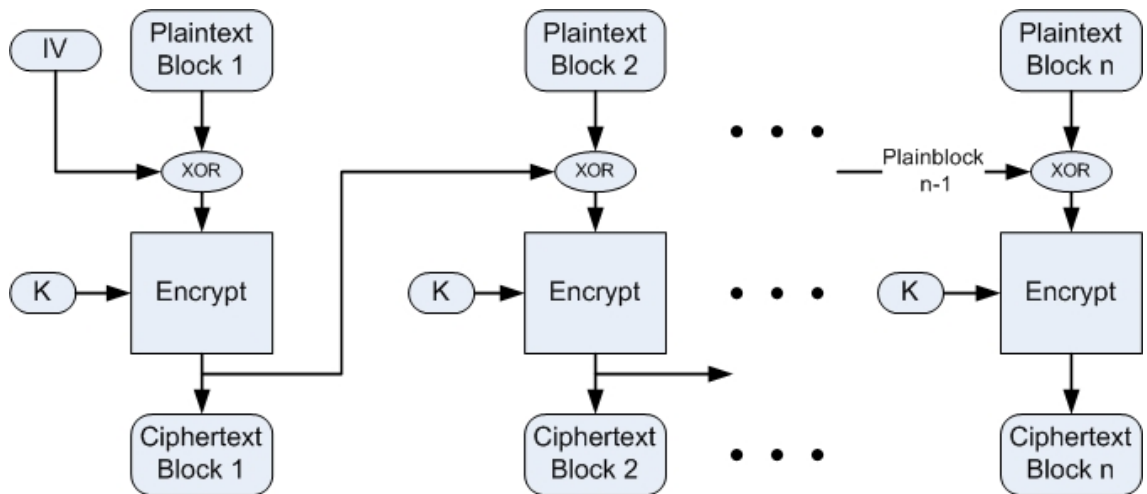 IV
Plaintext
Block 1
Plaintext
Block 2
Plaintext
Block n
XOR
XOR
Plainblock
n-1
XOR
K
Encrypt
K
Encrypt
K
Encrypt
Ciphertext
Block 1
Ciphertext
Block 2
Ciphertext
Block n